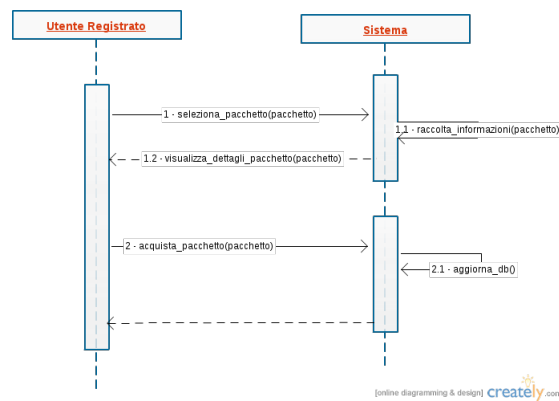 Utente Registrato
Sistema
1 - seleziona_pacchetto(pacchetto)
1.1 - raccolta_informazioni(pacchetto)
1.2 - visualizza_dettagli_pacchetto(pacchetto)
2 - acquista_pacchetto(pacchetto)
2.1 - aggiorna_db()
[online diagramming & design] creately.com